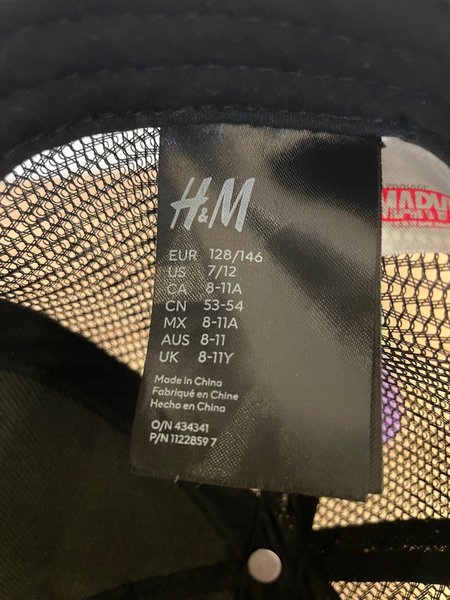 H&M
EUR 128/146
US 7/12
CA 8-11A
CN 53-54
MX 8-11A
AUS 8-11
UK 8-11Y
Made in China
Fabriqué en Chine
Hecho en China
O/N 434341
P/N 1122859 7
MARV